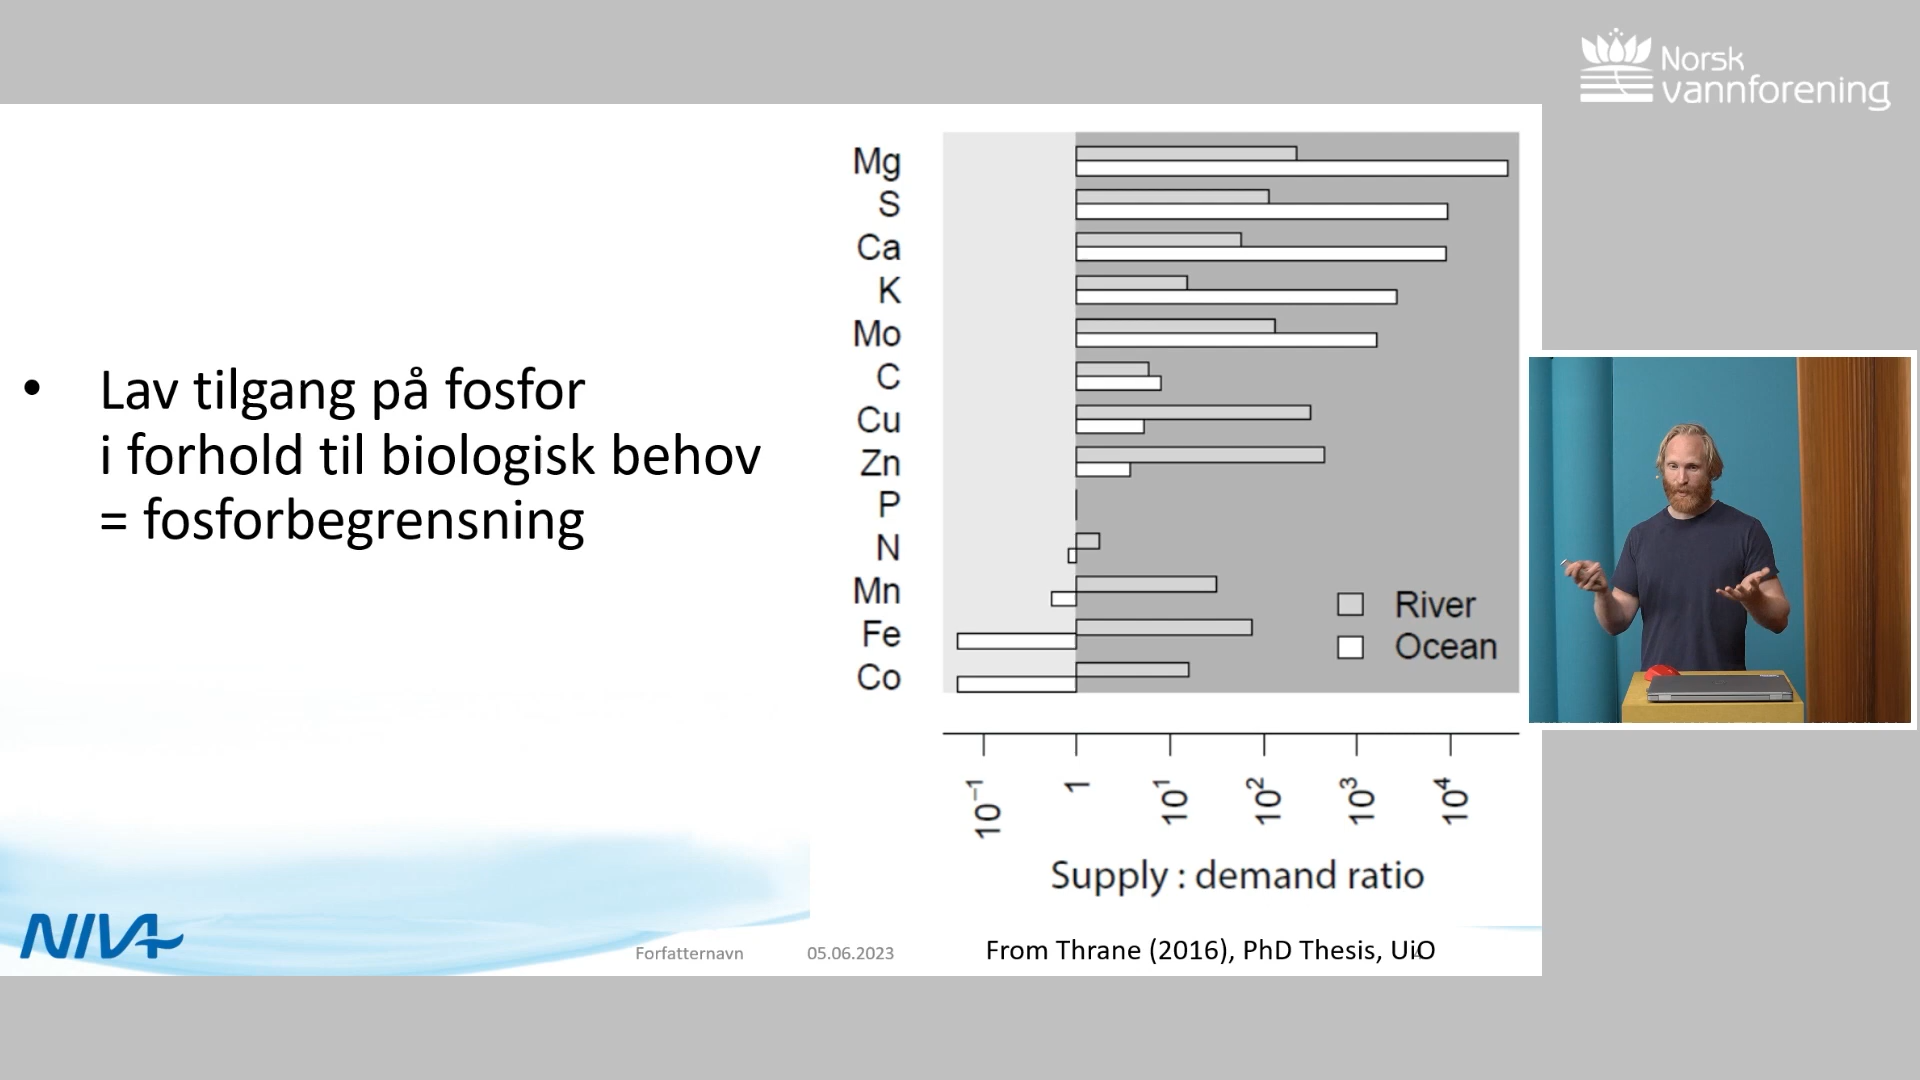 Norsk
vannforening
• Lav tilgang på fosfor
i forhold til biologisk behov
= fosforbegrensning
Mg
S
Ca
K
Mo
C
Cu
Zn
P
N
Mn
Fe
Co
River
Ocean
10⁻¹ 1 10¹ 10² 10³ 10⁴
Supply : demand ratio
NIVA
Forfatternavn 05.06.2023
From Thrane (2016), PhD Thesis, UiO